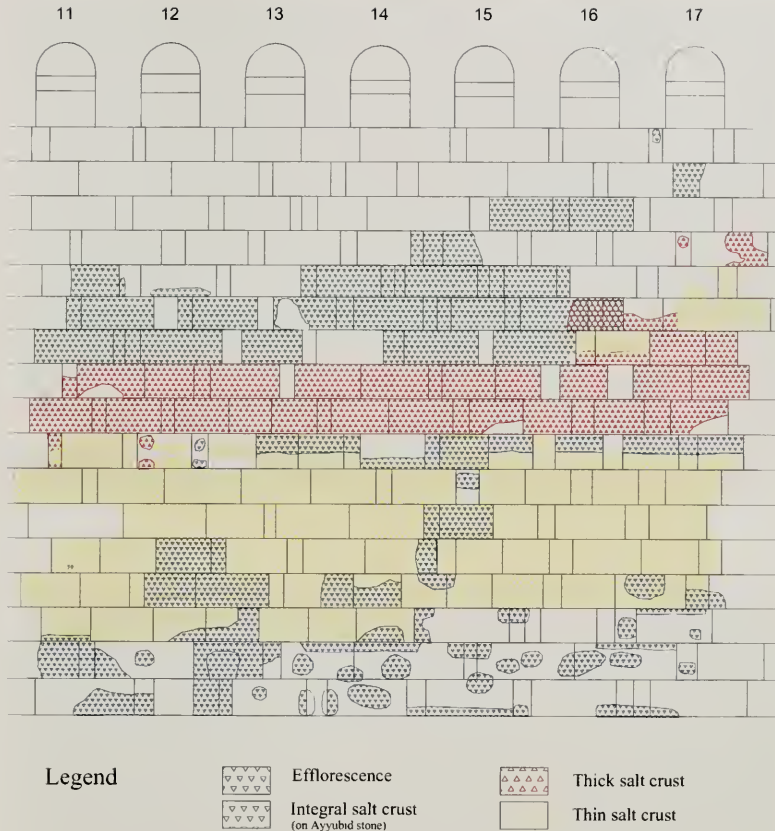 11 12 13 14 15 16 17
Legend
Efflorescence
Integral salt crust
(on Ayyubid stone)
Thick salt crust
Thin salt crust